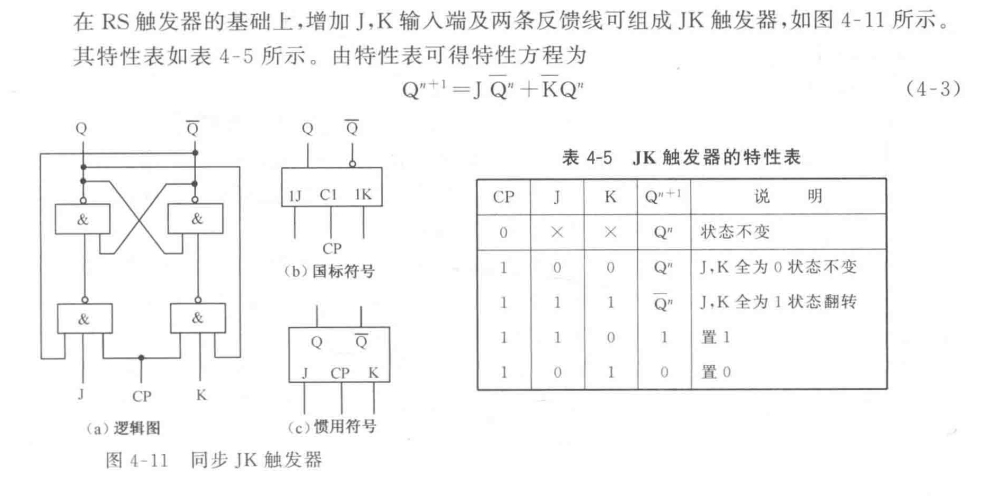 在 RS 触发器的基础上,增加 J,K 输入端及两条反馈线可组成 JK 触发器,如图 4-11 所示。
其特性表如表 4-5 所示。由特性表可得特性方程为
Qⁿ⁺¹=J Q̅ⁿ+K̅Qⁿ (4-3)
Q Q̅
& &
& &
J CP K
(a)逻辑图
Q Q̅
1J C1 1K
CP
(b)国标符号
Q Q̅
J CP K
(c)惯用符号
图 4-11 同步 JK 触发器
表 4-5 JK 触发器的特性表
CP J K Qⁿ⁺¹ 说 明
0 × × Qⁿ 状态不变
1 0 0 Qⁿ J,K 全为 0 状态不变
1 1 1 Q̅ⁿ J,K 全为 1 状态翻转
1 1 0 1 置 1
1 0 1 0 置 0